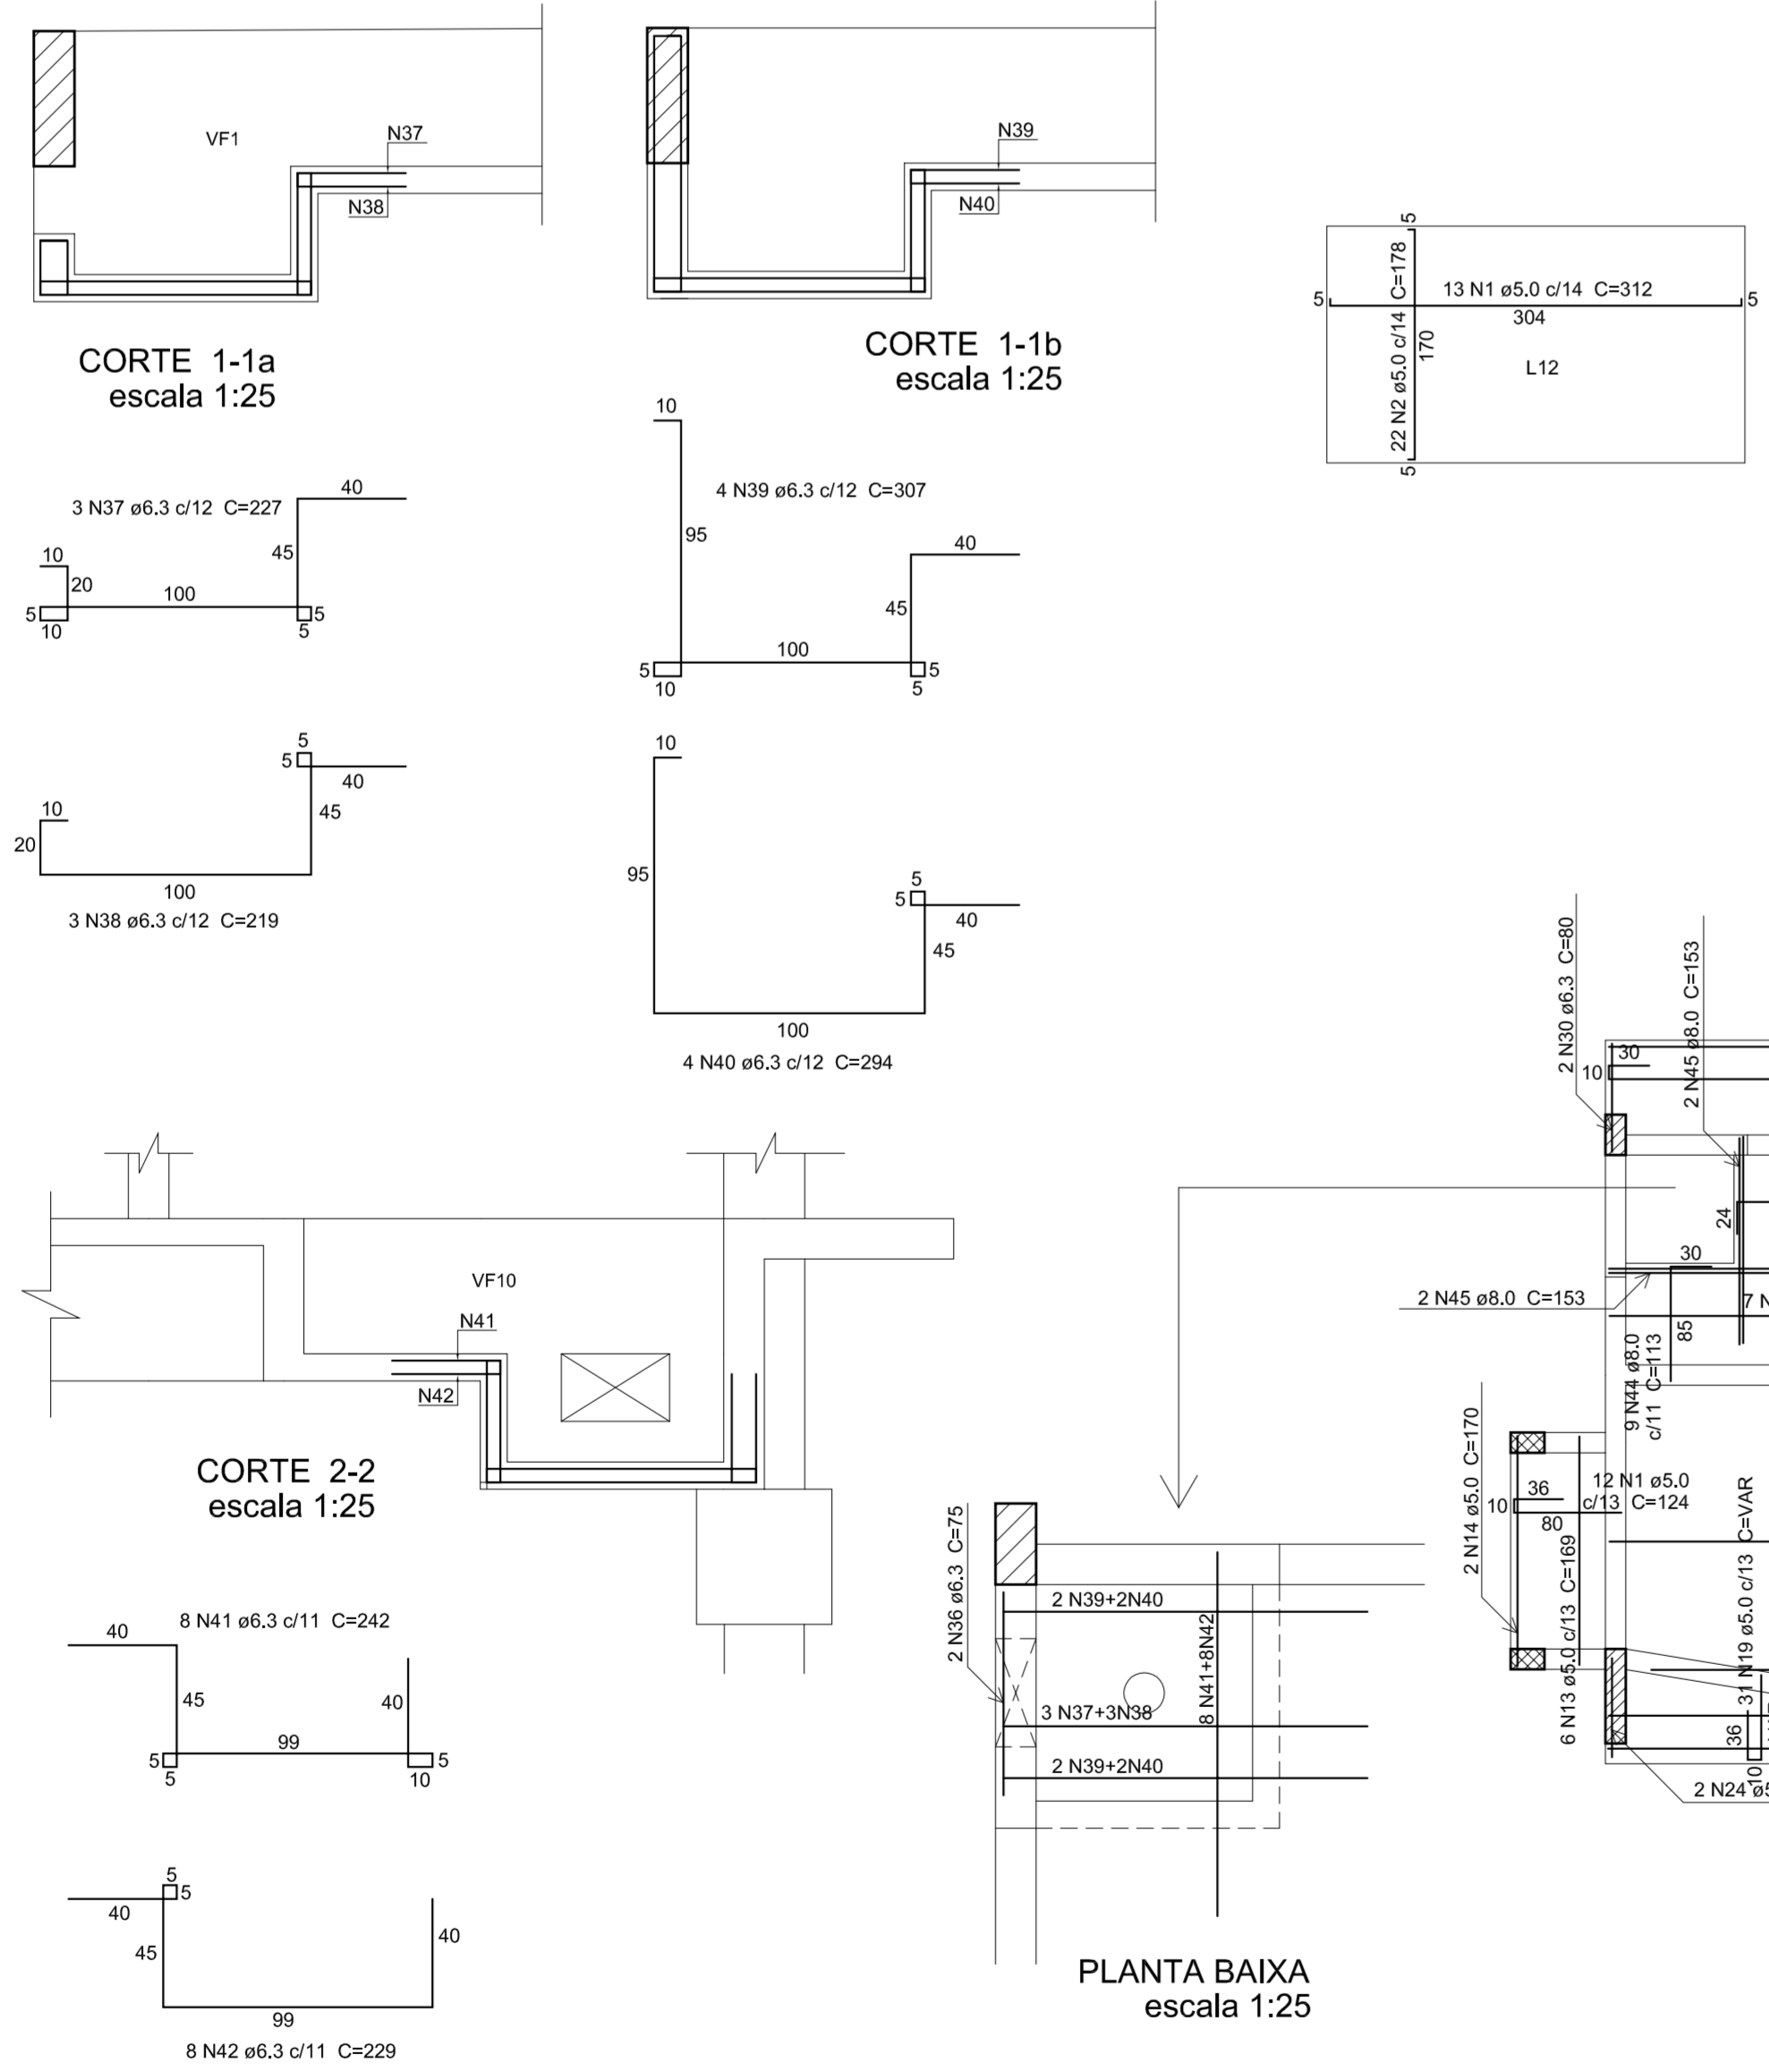 VF1
N37
N38
CORTE 1-1a
escala 1:25
N39
N40
CORTE 1-1b
escala 1:25
5
22 N2 ø5.0 c/14 C=178
170
5
5
13 N1 ø5.0 c/14 C=312
304
5
L12
3 N37 ø6.3 c/12 C=227
40
45
10
20
100
5
10
5
5
10
4 N39 ø6.3 c/12 C=307
95
40
45
100
5
10
5
5
5
5
40
45
10
20
100
3 N38 ø6.3 c/12 C=219
10
95
5
5
40
45
100
4 N40 ø6.3 c/12 C=294
VF10
N41
N42
CORTE 2-2
escala 1:25
8 N41 ø6.3 c/11 C=242
40
45
40
99
5
5
5
10
5
5
40
45
40
99
8 N42 ø6.3 c/11 C=229
2 N36 ø6.3 C=75
2 N39+2N40
8 N41+8N42
3 N37+3N38
2 N39+2N40
PLANTA BAIXA
escala 1:25
2 N30 ø6.3 C=80
2 N45 ø8.0 C=153
30
10
24
30
2 N45 ø8.0 C=153
7 N
85
9 N44 ø8.0
c/11 C=113
2 N14 ø5.0 C=170
36
10
80
12 N1 ø5.0
c/13 C=124
6 N13 ø5.0 c/13 C=169
31 N19 ø5.0 c/13 C=VAR
36
10
2 N24 ø5